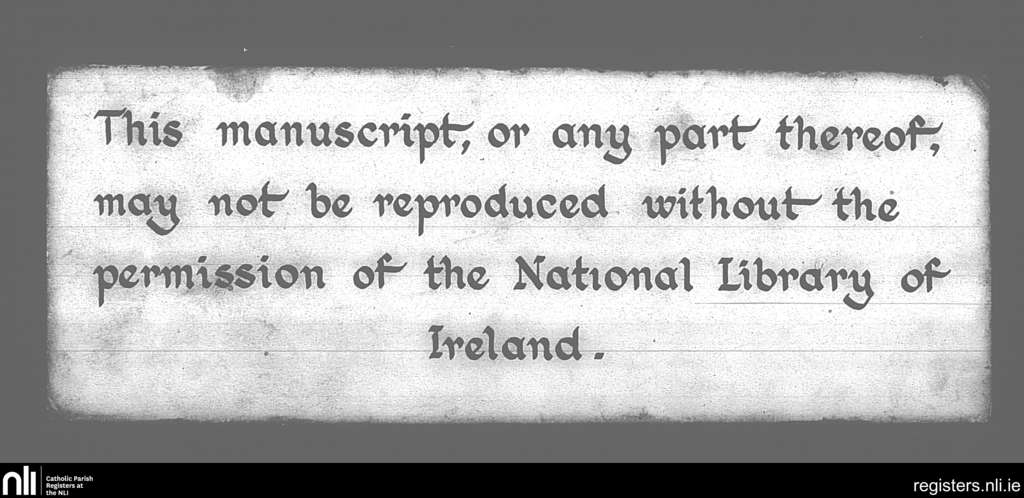 This manuscript, or any part thereof,
may not be reproduced without the
permission of the National Library of
Ireland.
nli
Catholic Parish
Registers at
the NLI
registers.nli.ie